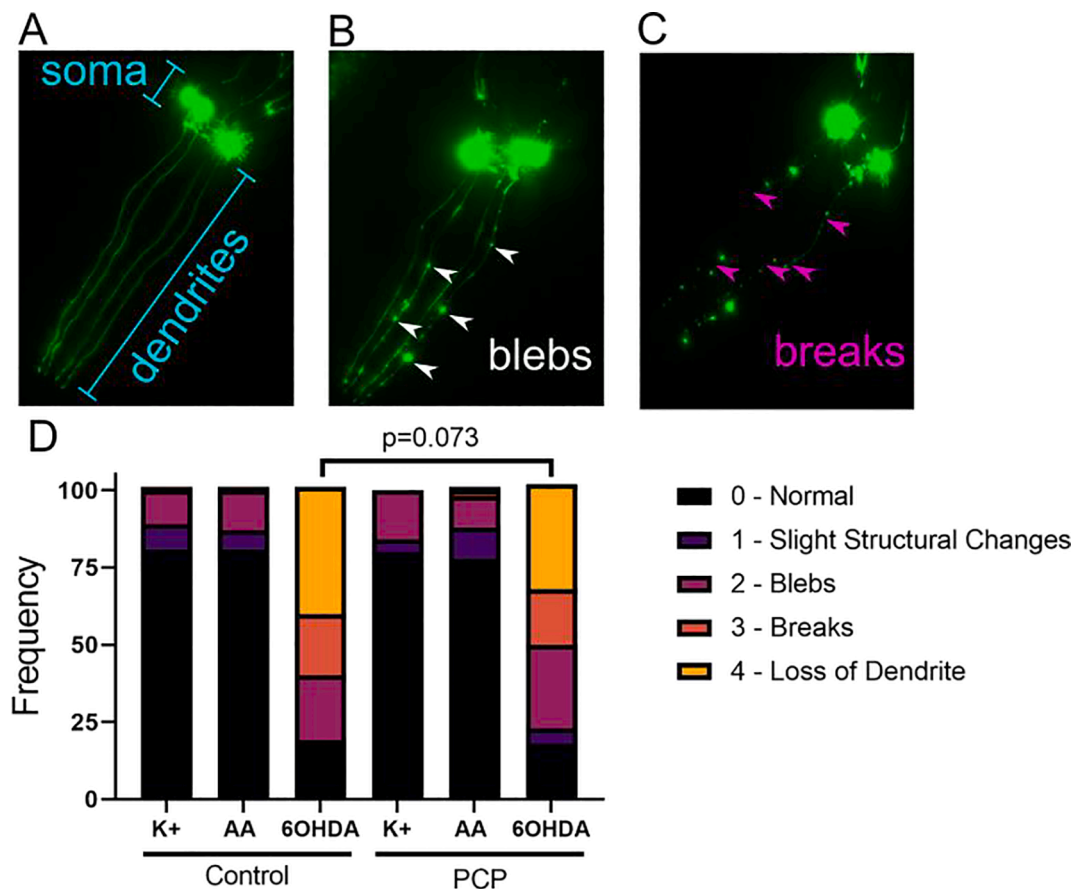 A
soma
dendrites
B
blebs
C
breaks
D
p=0.073
Frequency
100
75
50
25
0
K+ AA 6OHDA K+ AA 6OHDA
Control PCP
0 - Normal
1 - Slight Structural Changes
2 - Blebs
3 - Breaks
4 - Loss of Dendrite